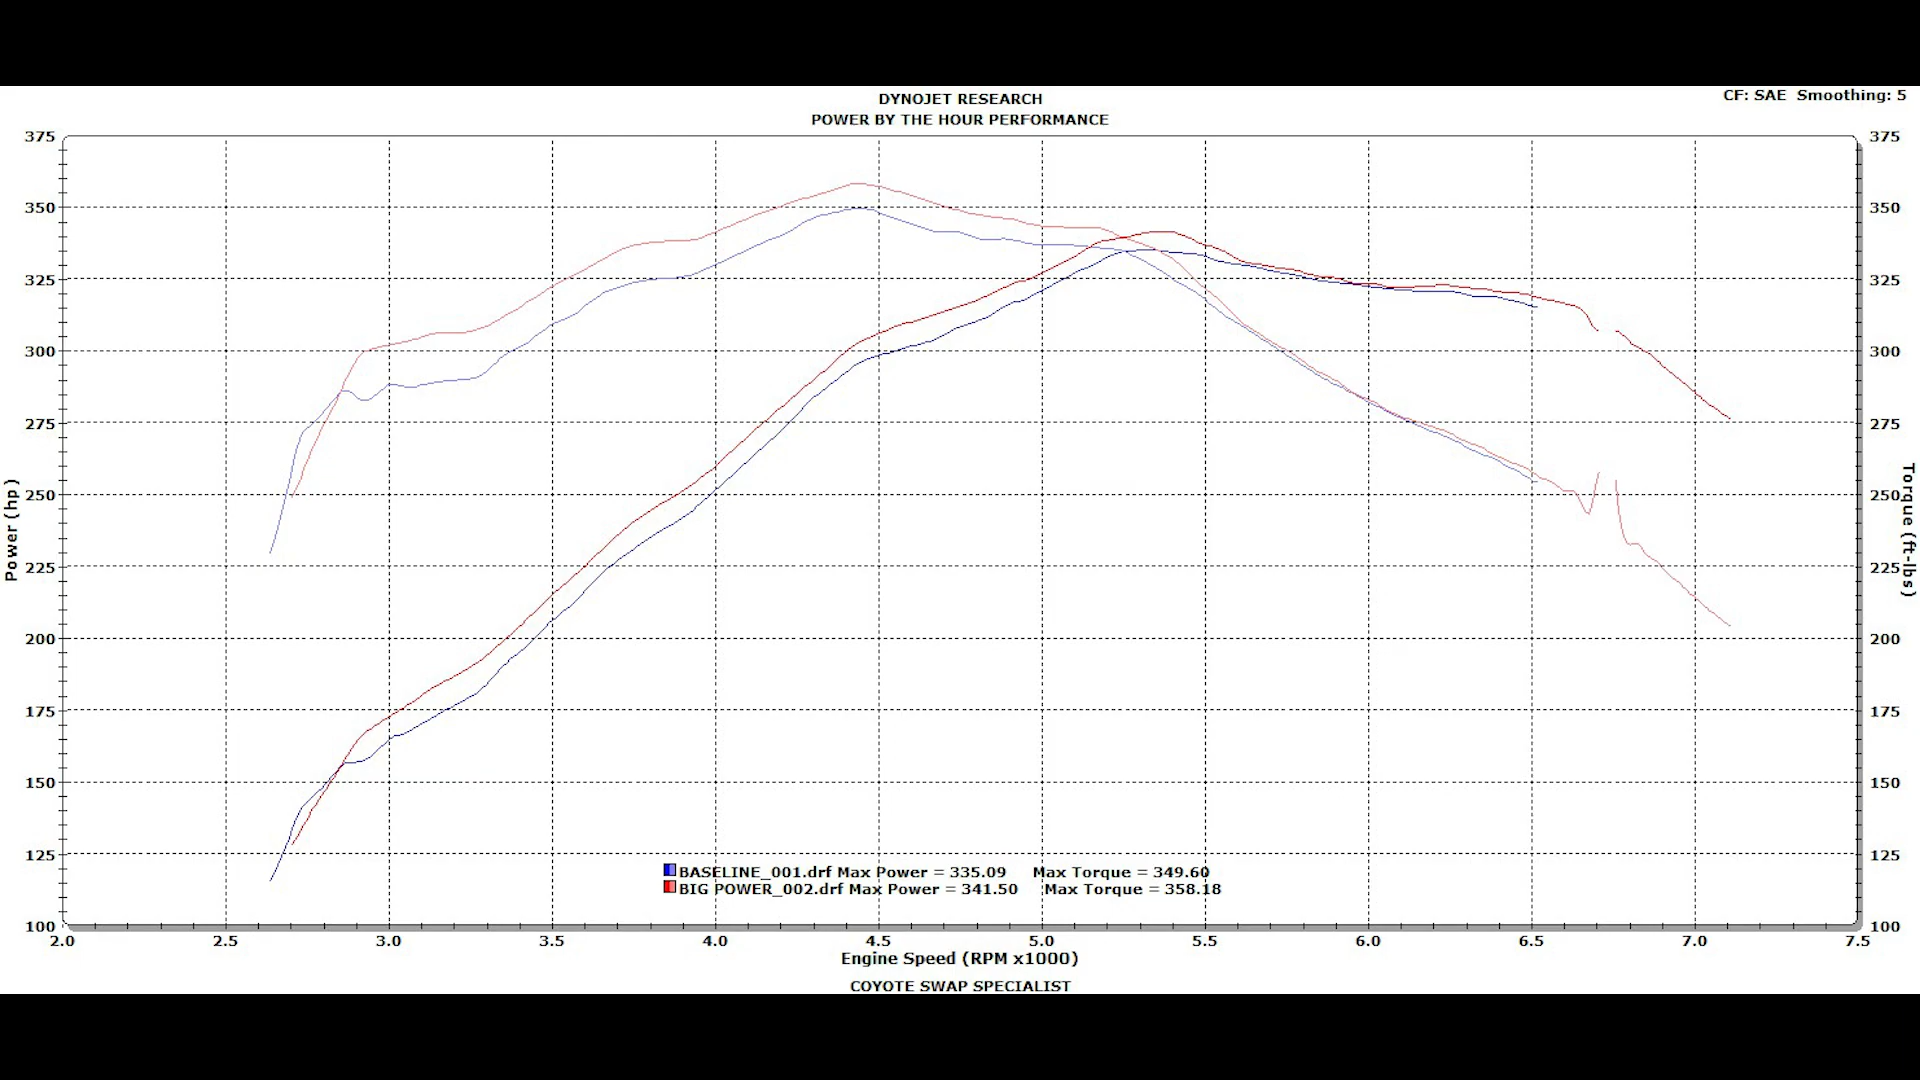 DYNOJET RESEARCH
CF: SAE  Smoothing: 5
POWER BY THE HOUR PERFORMANCE
375
350
325
300
275
250
225
200
175
150
125
100
Power (hp)
375
350
325
300
275
250
225
200
175
150
125
100
Torque (ft-lbs)
BASELINE_001.drf Max Power = 335.09 Max Torque = 349.60
BIG POWER_002.drf Max Power = 341.50 Max Torque = 358.18
2.0 2.5 3.0 3.5 4.0 4.5 5.0 5.5 6.0 6.5 7.0 7.5
Engine Speed (RPM x1000)
COYOTE SWAP SPECIALIST